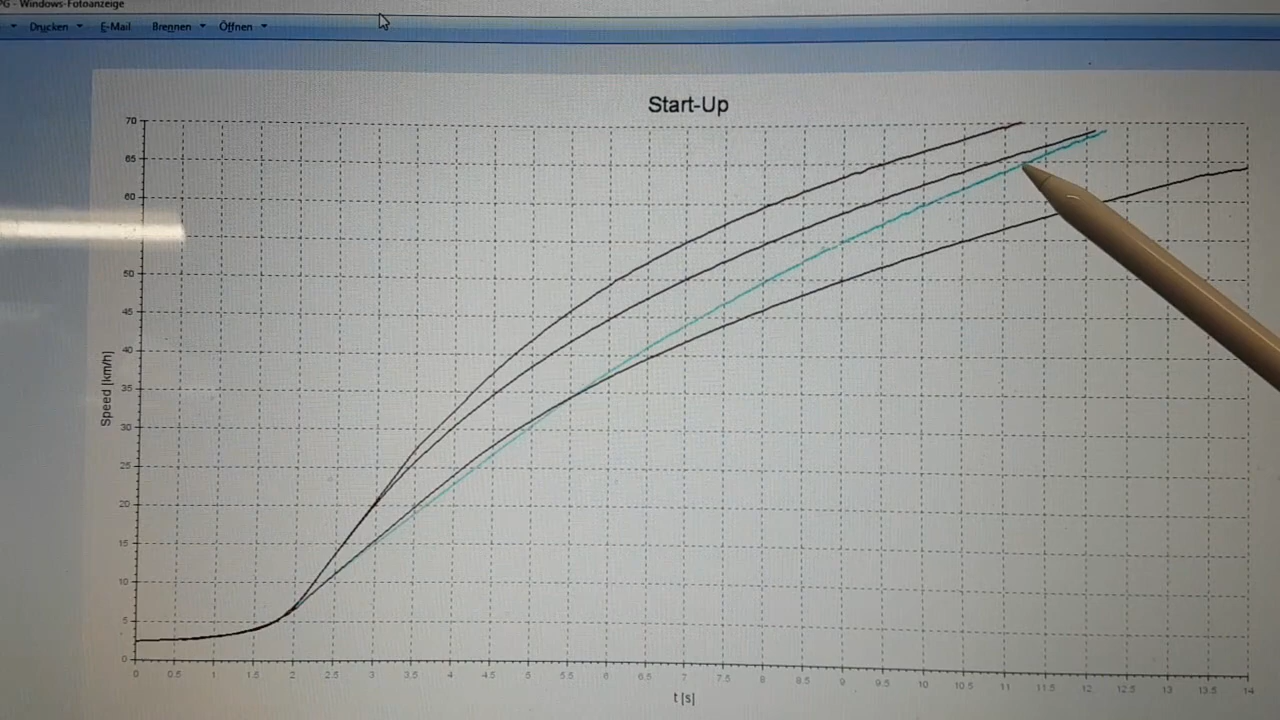 PG - Windows-Fotoanzeige
Drucken E-Mail Brennen Öffnen
Start-Up
70
65
60
50
45
40
35
30
25
20
15
10
5
0
Speed [km/h]
0 0.5 1 1.5 2 2.5 3 3.5 4 4.5 5 5.5 6 6.5 7 7.5 8 8.5 9 9.5 10 10.5 11 11.5 12 12.5 13 13.5 14
t [s]